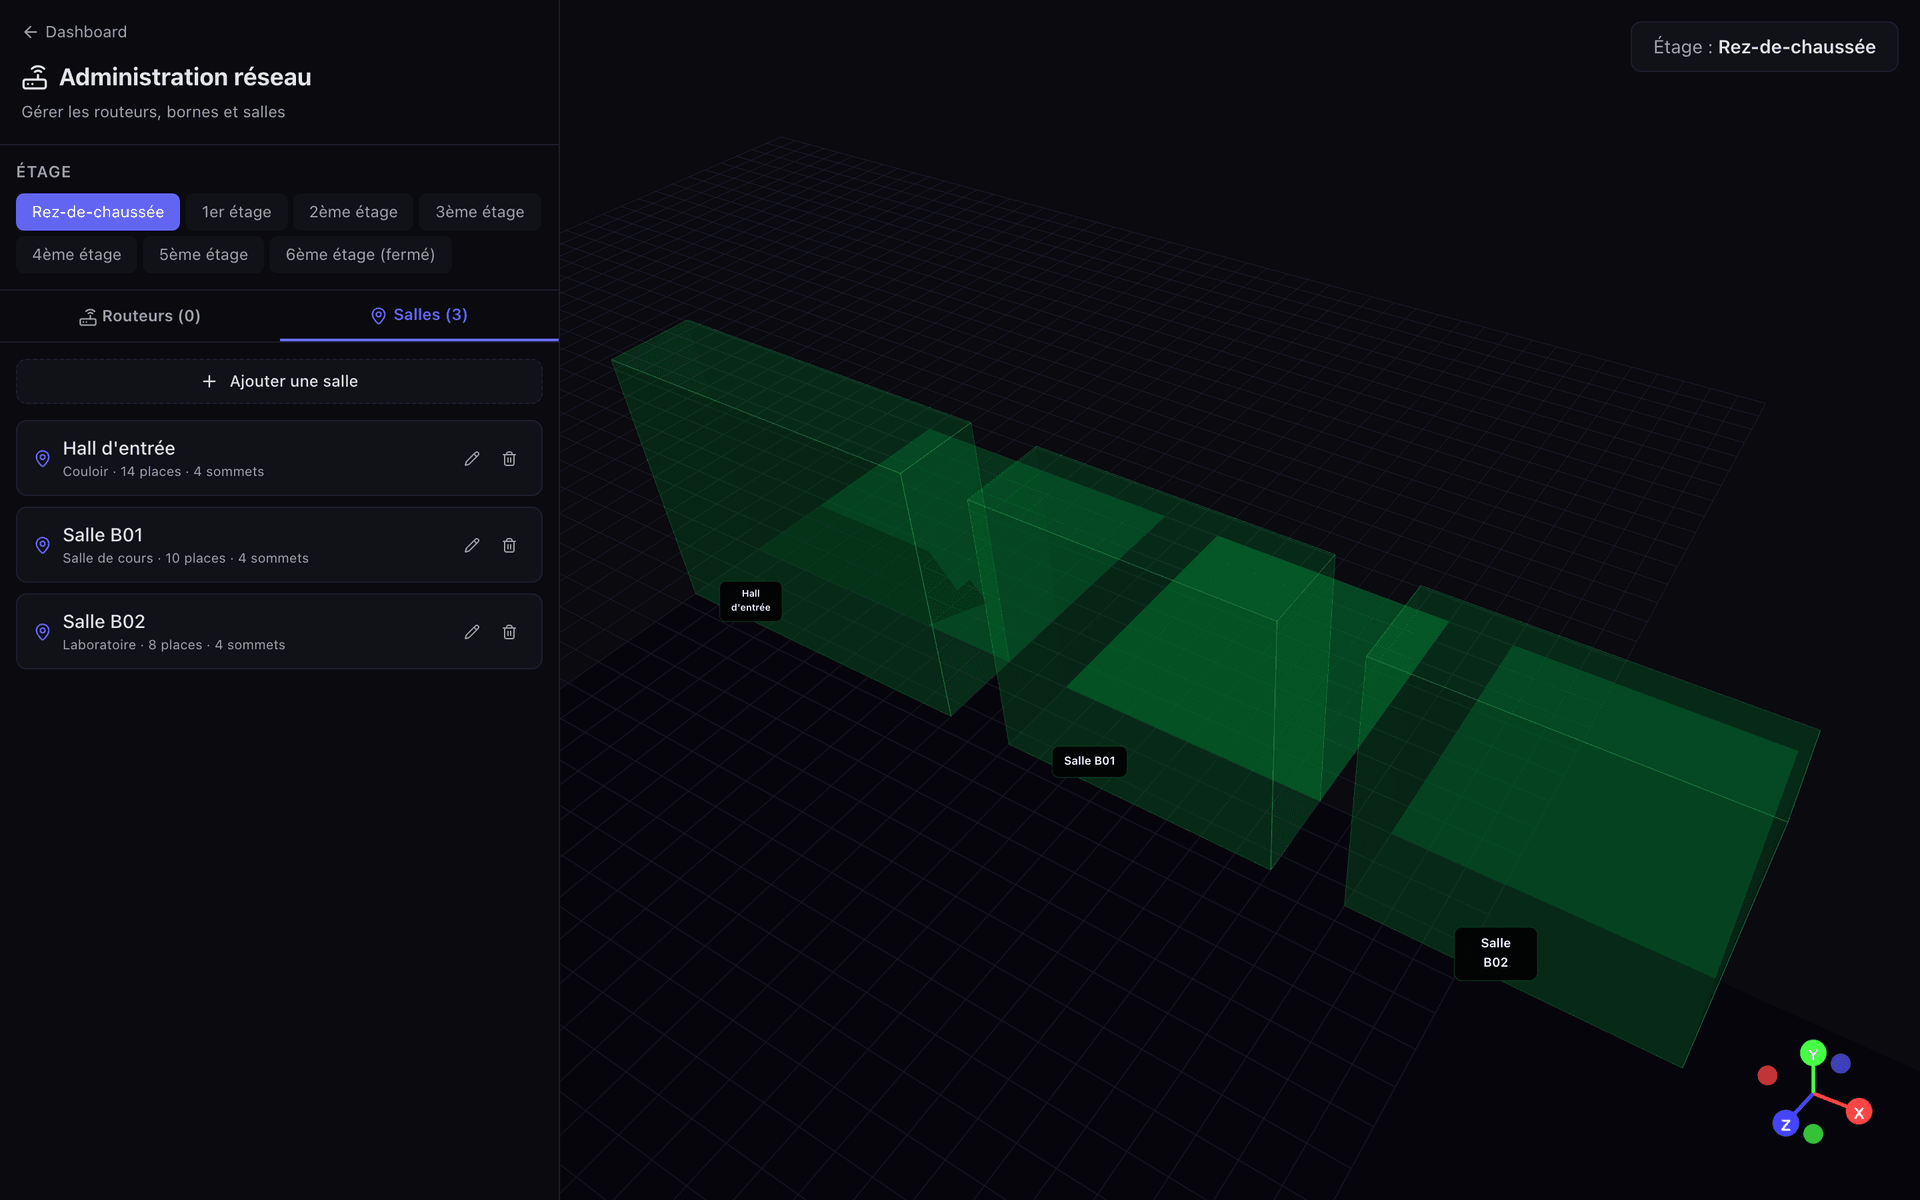 Dashboard
Administration réseau
Gérer les routeurs, bornes et salles
ÉTAGE
Rez-de-chaussée
1er étage
2ème étage
3ème étage
4ème étage
5ème étage
6ème étage (fermé)
Routeurs (0)
Salles (3)
Ajouter une salle
Hall d'entrée
Couloir · 14 places · 4 sommets
Salle B01
Salle de cours · 10 places · 4 sommets
Salle B02
Laboratoire · 8 places · 4 sommets
Étage : Rez-de-chaussée
Hall
d'entrée
Salle B01
Salle
B02
Y
X
Z